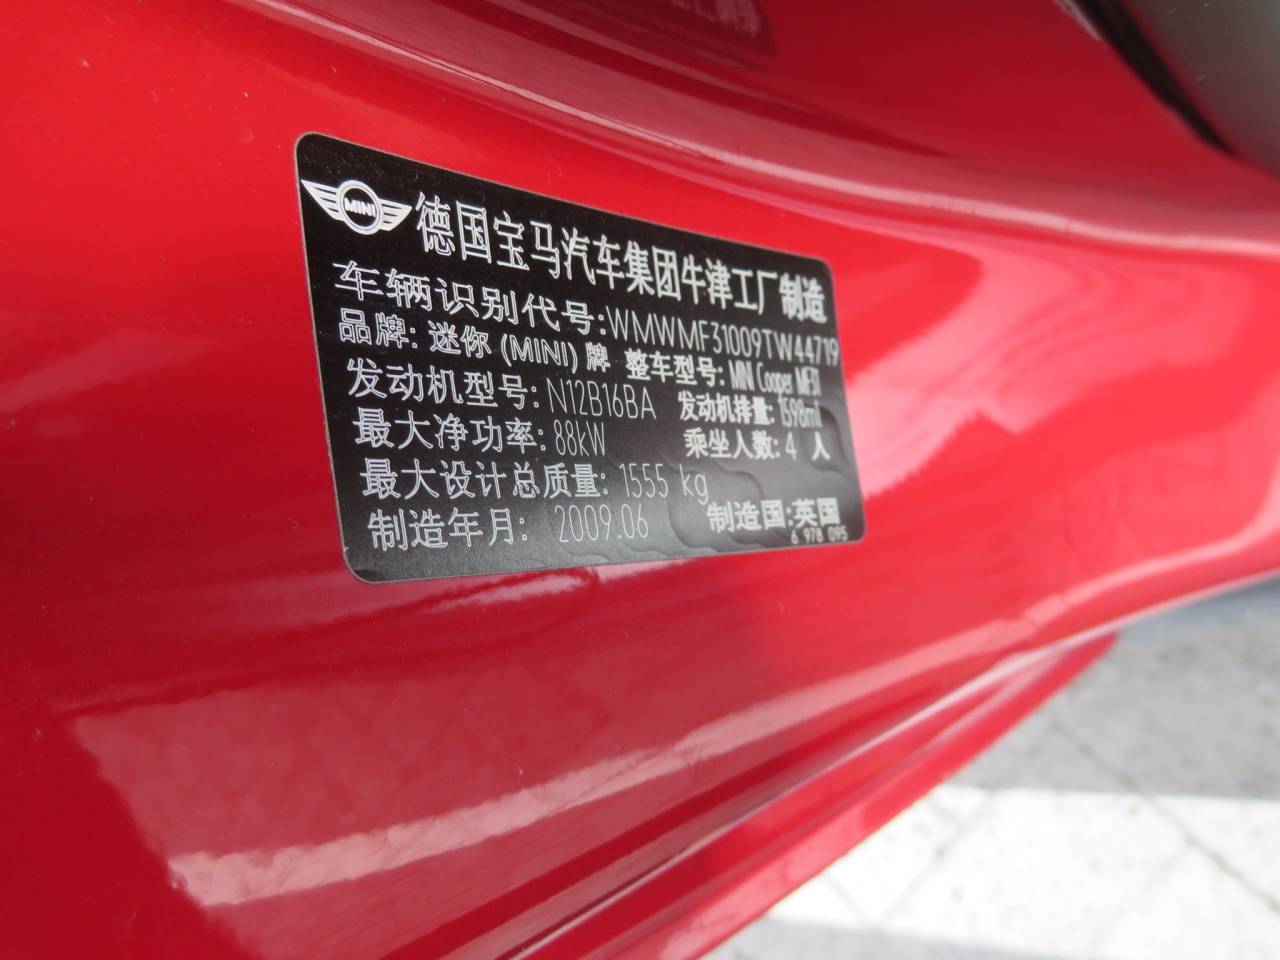 MINI 德国宝马汽车集团牛津工厂制造
车辆识别代号:WMWMF31009TW44719
品牌: 迷你 (MINI) 牌 整车型号: MINI Cooper MF31
发动机型号: N12B16BA 发动机排量: 1598ml
最大净功率: 88kW 乘坐人数: 4 人
最大设计总质量: 1555 kg
制造年月: 2009.06 制造国:英国
6 978 095